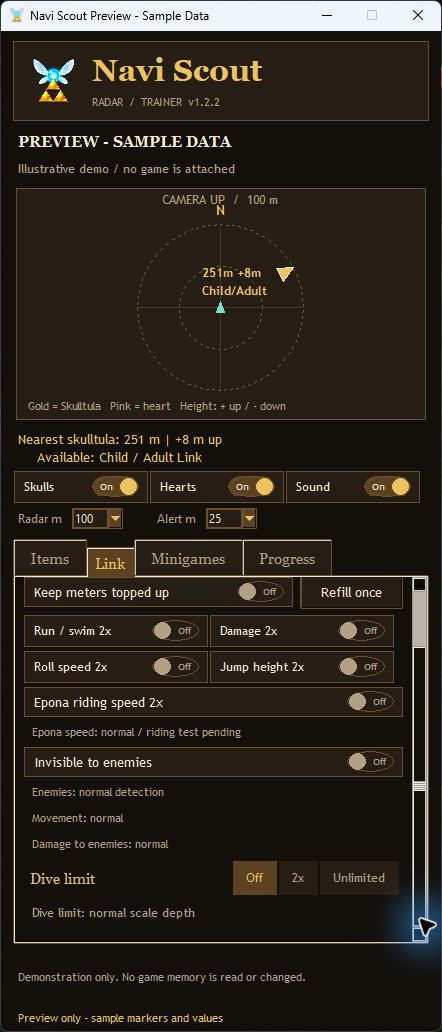 Navi Scout Preview - Sample Data
Navi Scout
RADAR / TRAINER v1.2.2
PREVIEW - SAMPLE DATA
Illustrative demo / no game is attached
CAMERA UP / 100 m
N
251m +8m
Child/Adult
Gold = Skulltula Pink = heart Height: + up / - down
Nearest skulltula: 251 m | +8 m up
Available: Child / Adult Link
Skulls On Hearts On Sound On
Radar m 100 Alert m 25
Items Link Minigames Progress
Keep meters topped up Off Refill once
Run / swim 2x Off Damage 2x Off
Roll speed 2x Off Jump height 2x Off
Epona riding speed 2x Off
Epona speed: normal / riding test pending
Invisible to enemies Off
Enemies: normal detection
Movement: normal
Damage to enemies: normal
Dive limit Off 2x Unlimited
Dive limit: normal scale depth
Demonstration only. No game memory is read or changed.
Preview only - sample markers and values